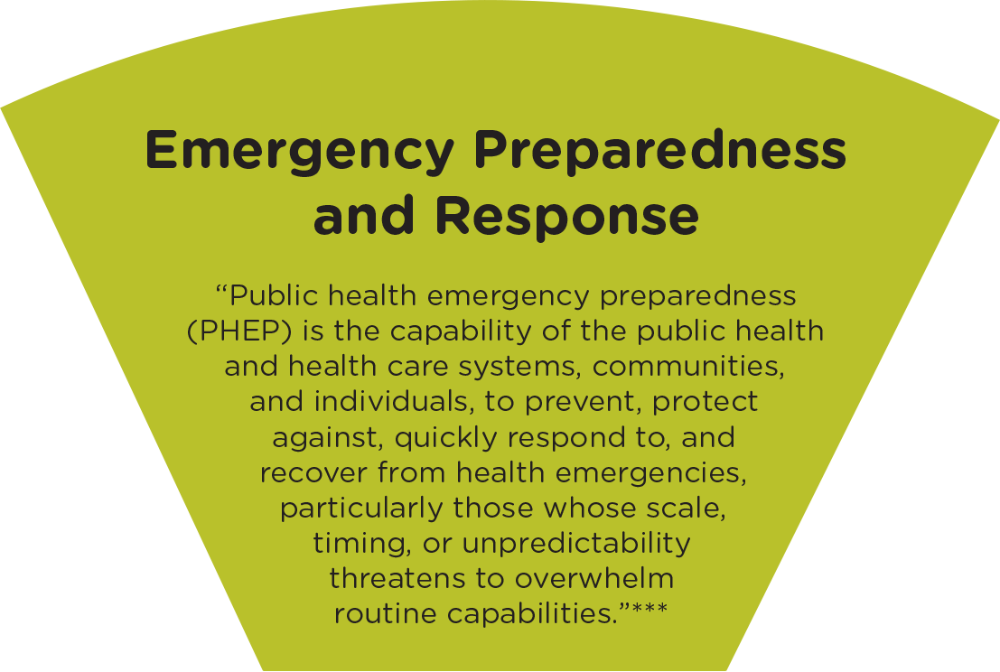 Emergency Preparedness
and Response
“Public health emergency preparedness
(PHEP) is the capability of the public health
and health care systems, communities,
and individuals, to prevent, protect
against, quickly respond to, and
recover from health emergencies,
particularly those whose scale,
timing, or unpredictability
threatens to overwhelm
routine capabilities.”***